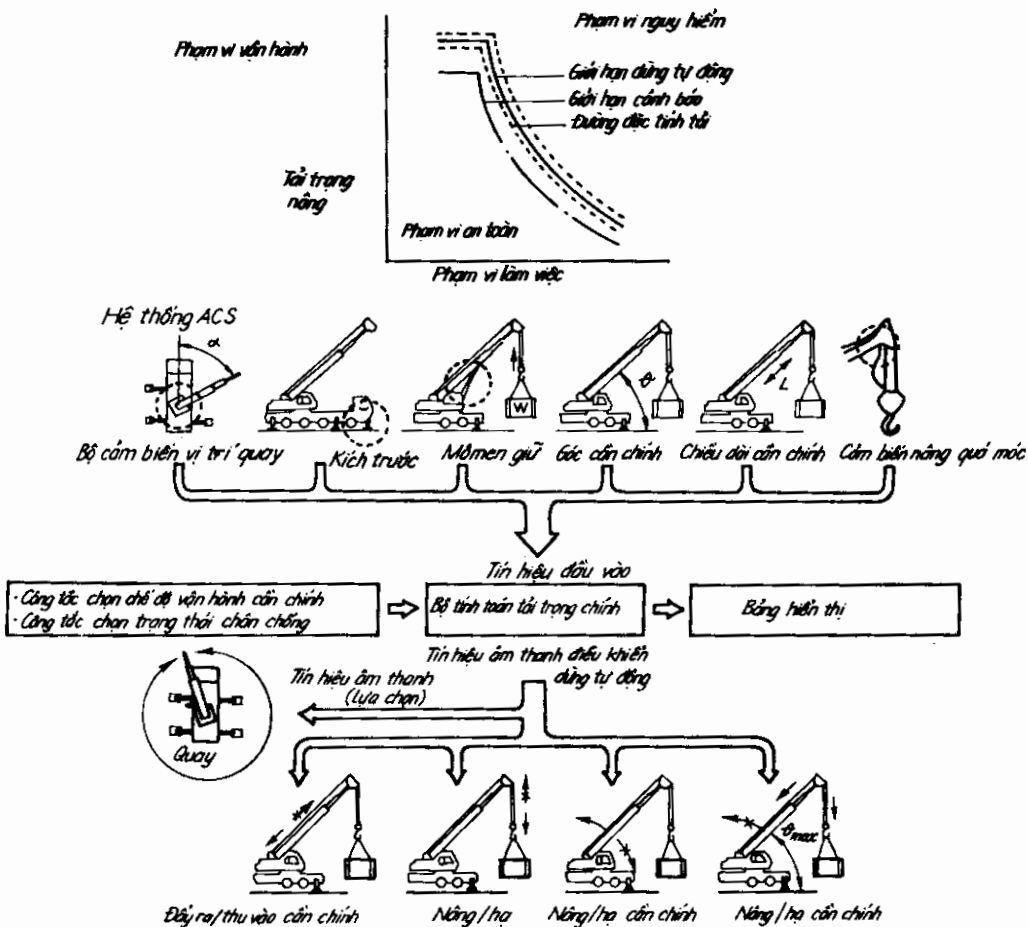 Phạm vi vận hành
Phạm vi nguy hiểm
Giới hạn dừng tự động
Giới hạn cảnh báo
Đường đặc tính tải
Tải trọng
nâng
Phạm vi an toàn
Phạm vi làm việc
Hệ thống ACS
α
W
θ
L
Bộ cảm biến vị trí quay
Kích trước
Mômen giữ
Góc cần chính
Chiều dài cần chính
Cảm biến nâng quá móc
Tín hiệu đầu vào
- Công tắc chọn chế độ vận hành cần chính
- Công tắc chọn trạng thái chân chống
Bộ tính toán tải trọng chính
Bảng hiển thị
Tín hiệu âm thanh điều khiển
dừng tự động
Tín hiệu âm thanh
(lựa chọn)
Quay
θmax
Đẩy ra/thu vào cần chính
Nâng/hạ
Nâng/hạ cần chính
Nâng/hạ cần chính